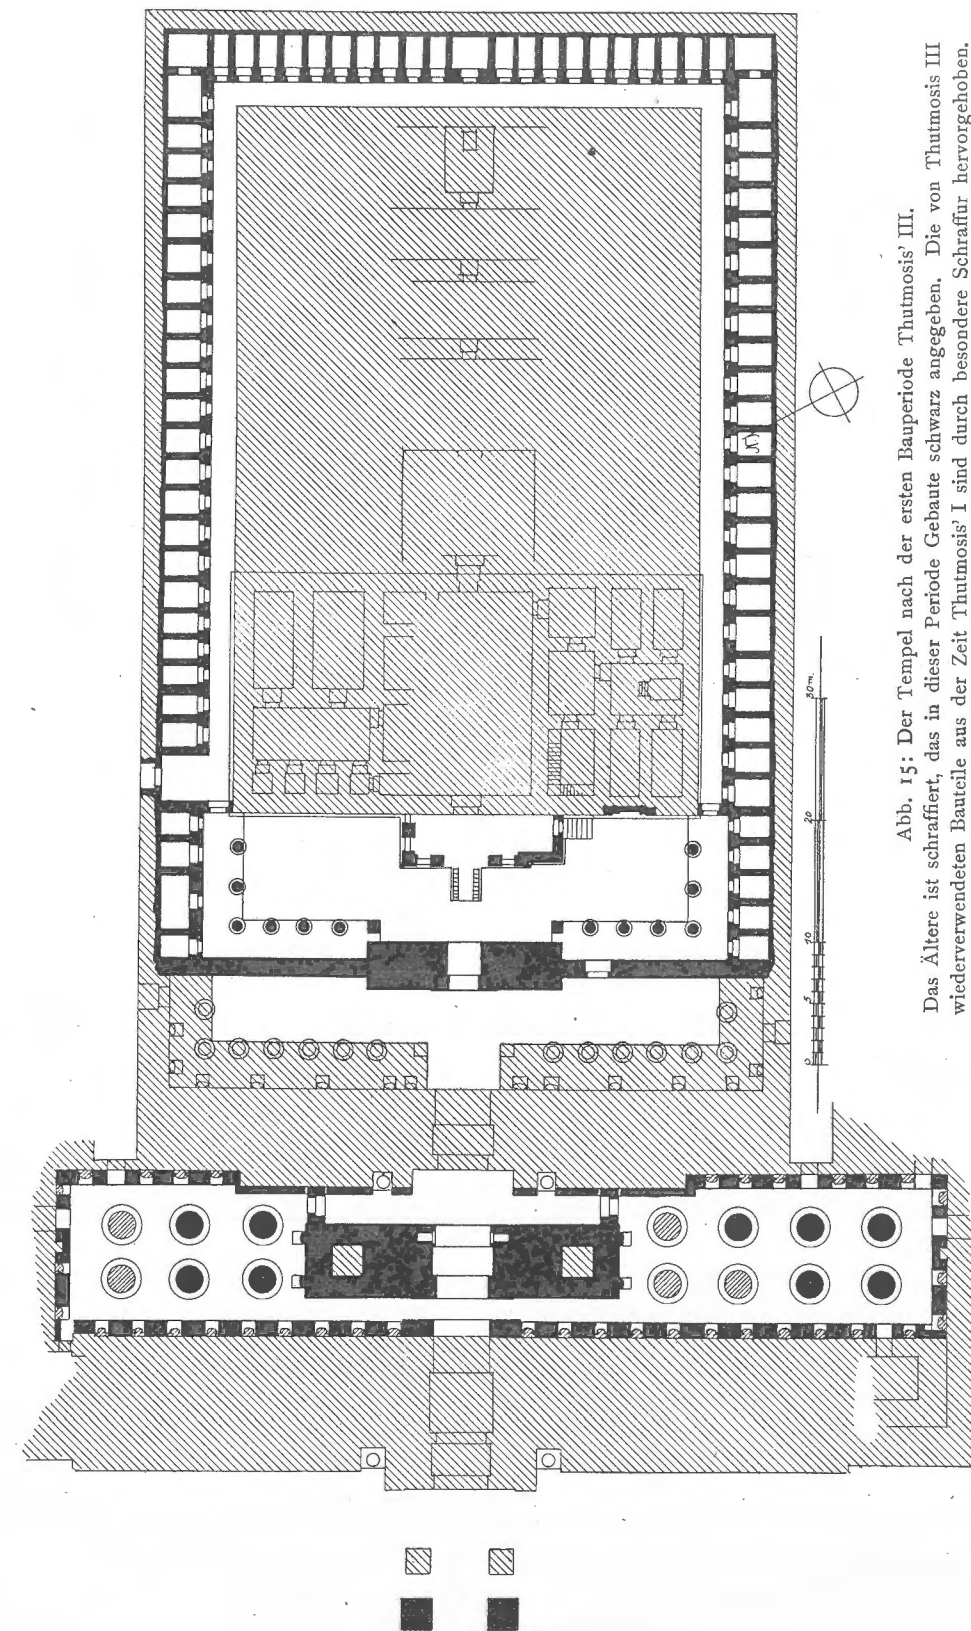 Abb. 15: Der Tempel nach der ersten Bauperiode Thutmosis' III.
Das Ältere ist schraffiert, das in dieser Periode Gebaute schwarz angegeben. Die von Thutmosis III
wiederverwendeten Bauteile aus der Zeit Thutmosis' I sind durch besondere Schraffur hervorgehoben.
0 5 10 20 30 m.
N